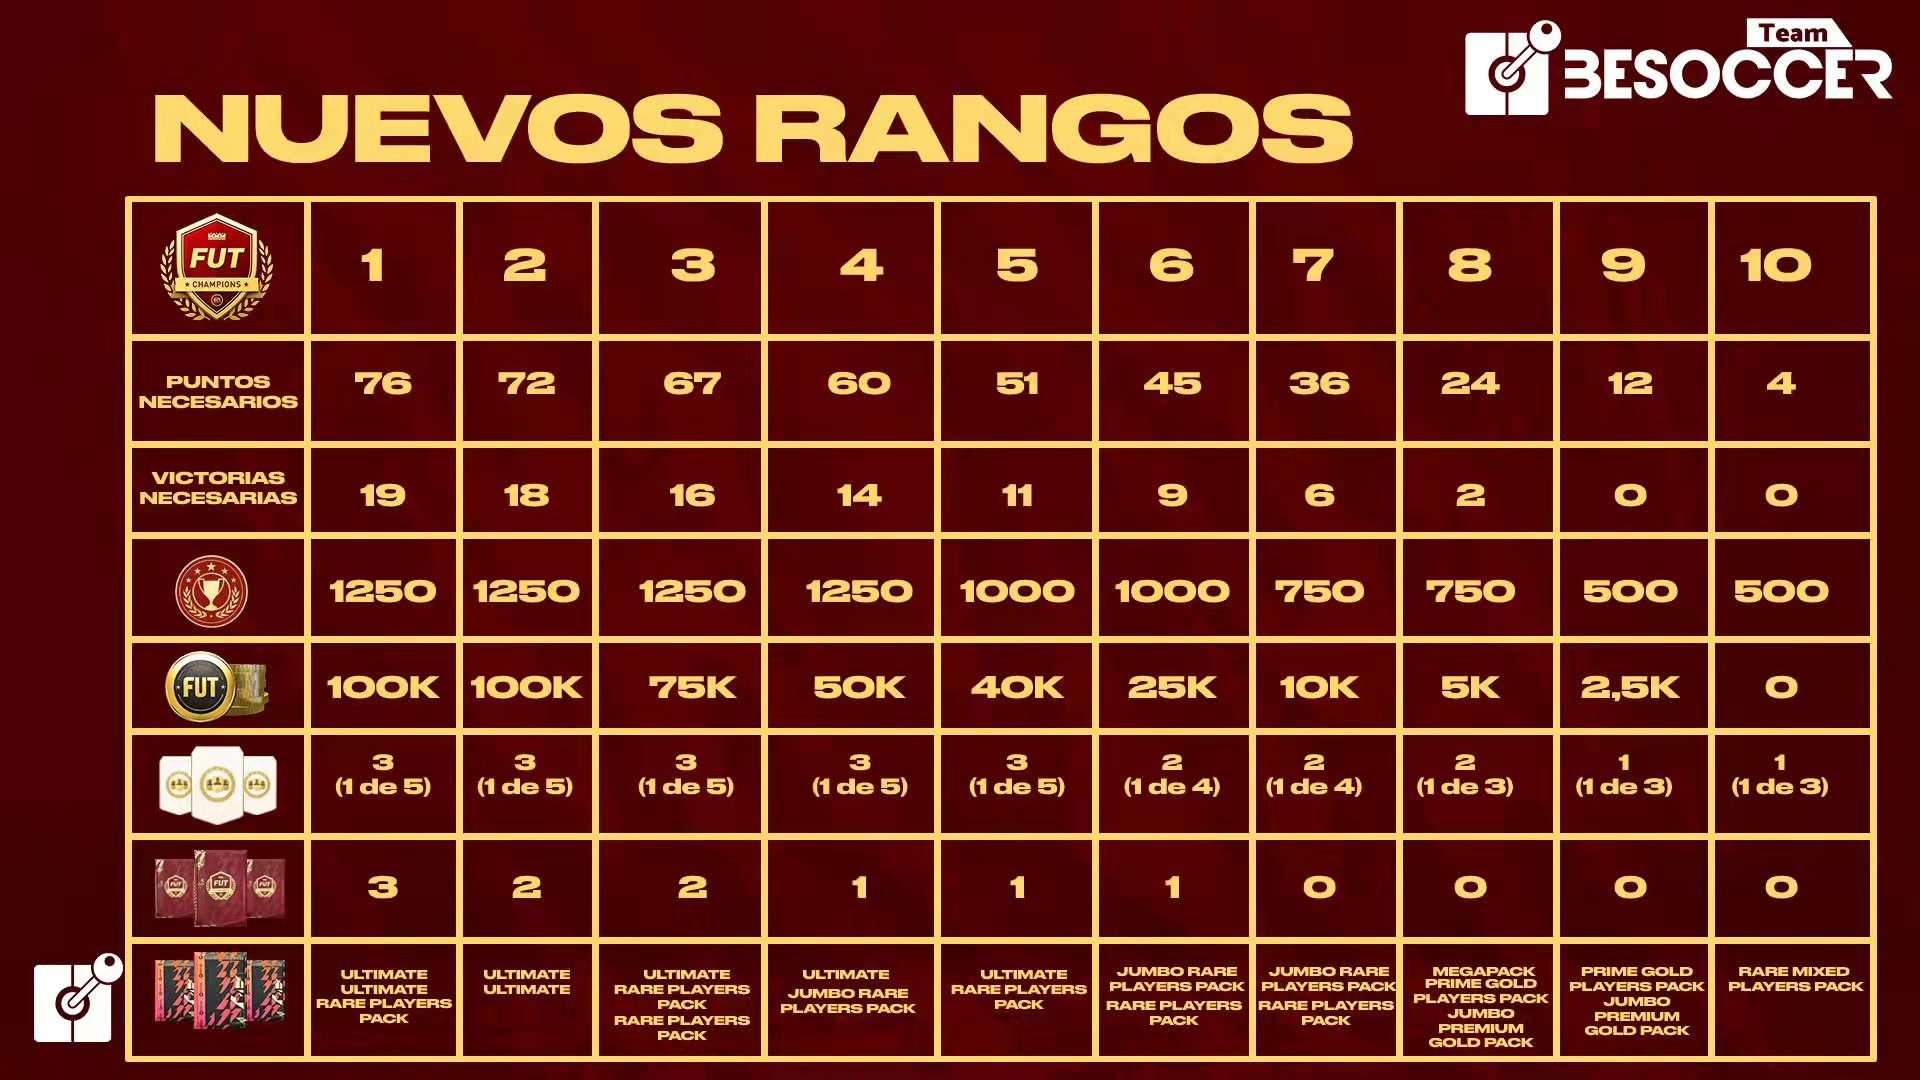 Team
BESOCCER
NUEVOS RANGOS
FUT CHAMPIONS 1 2 3 4 5 6 7 8 9 10
PUNTOS NECESARIOS 76 72 67 60 51 45 36 24 12 4
VICTORIAS NECESARIAS 19 18 16 14 11 9 6 2 0 0
1250 1250 1250 1250 1000 1000 750 750 500 500
FUT 100K 100K 75K 50K 40K 25K 10K 5K 2,5K 0
3 3 3 3 3 2 2 2 1 1
(1 de 5) (1 de 5) (1 de 5) (1 de 5) (1 de 5) (1 de 4) (1 de 4) (1 de 3) (1 de 3) (1 de 3)
FUT FUT FUT 3 2 2 1 1 1 0 0 0 0
ULTIMATE
ULTIMATE
RARE PLAYERS
PACK
ULTIMATE
ULTIMATE
ULTIMATE
RARE PLAYERS
PACK
RARE PLAYERS
PACK
ULTIMATE
JUMBO RARE
PLAYERS PACK
ULTIMATE
RARE PLAYERS
PACK
JUMBO RARE
PLAYERS PACK
RARE PLAYERS
PACK
JUMBO RARE
PLAYERS PACK
RARE PLAYERS
PACK
MEGAPACK
PRIME GOLD
PLAYERS PACK
JUMBO
PREMIUM
GOLD PACK
PRIME GOLD
PLAYERS PACK
JUMBO
PREMIUM
GOLD PACK
RARE MIXED
PLAYERS PACK